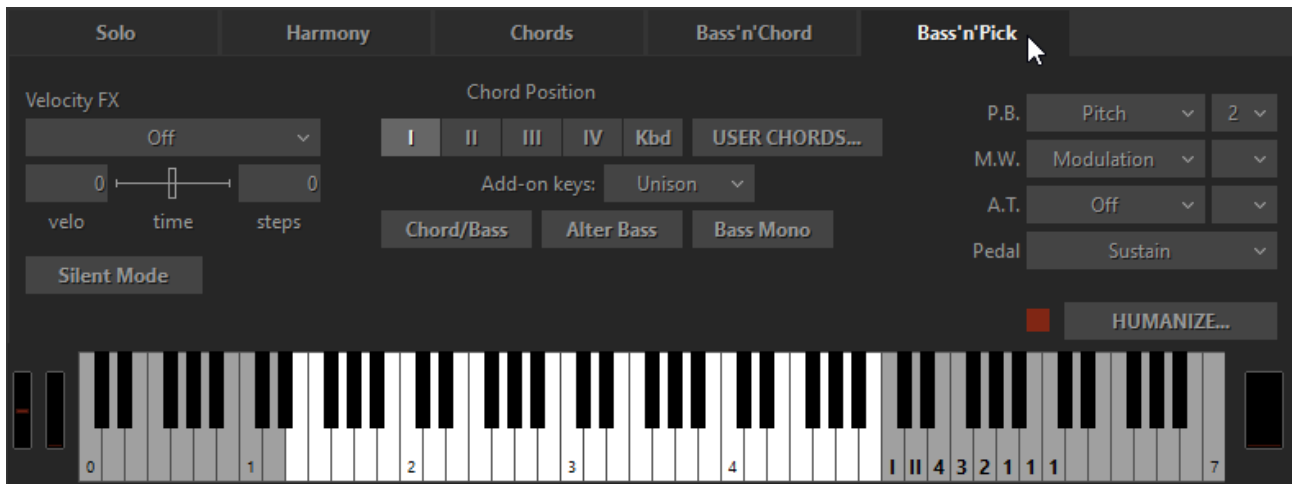 Solo Harmony Chords Bass'n'Chord Bass'n'Pick
Velocity FX
Off
0 0
velo time steps
Silent Mode
Chord Position
I II III IV Kbd USER CHORDS...
Add-on keys: Unison
Chord/Bass Alter Bass Bass Mono
P.B. Pitch 2
M.W. Modulation
A.T. Off
Pedal Sustain
HUMANIZE...
0 1 2 3 4 I II 4 3 2 1 1 1 7